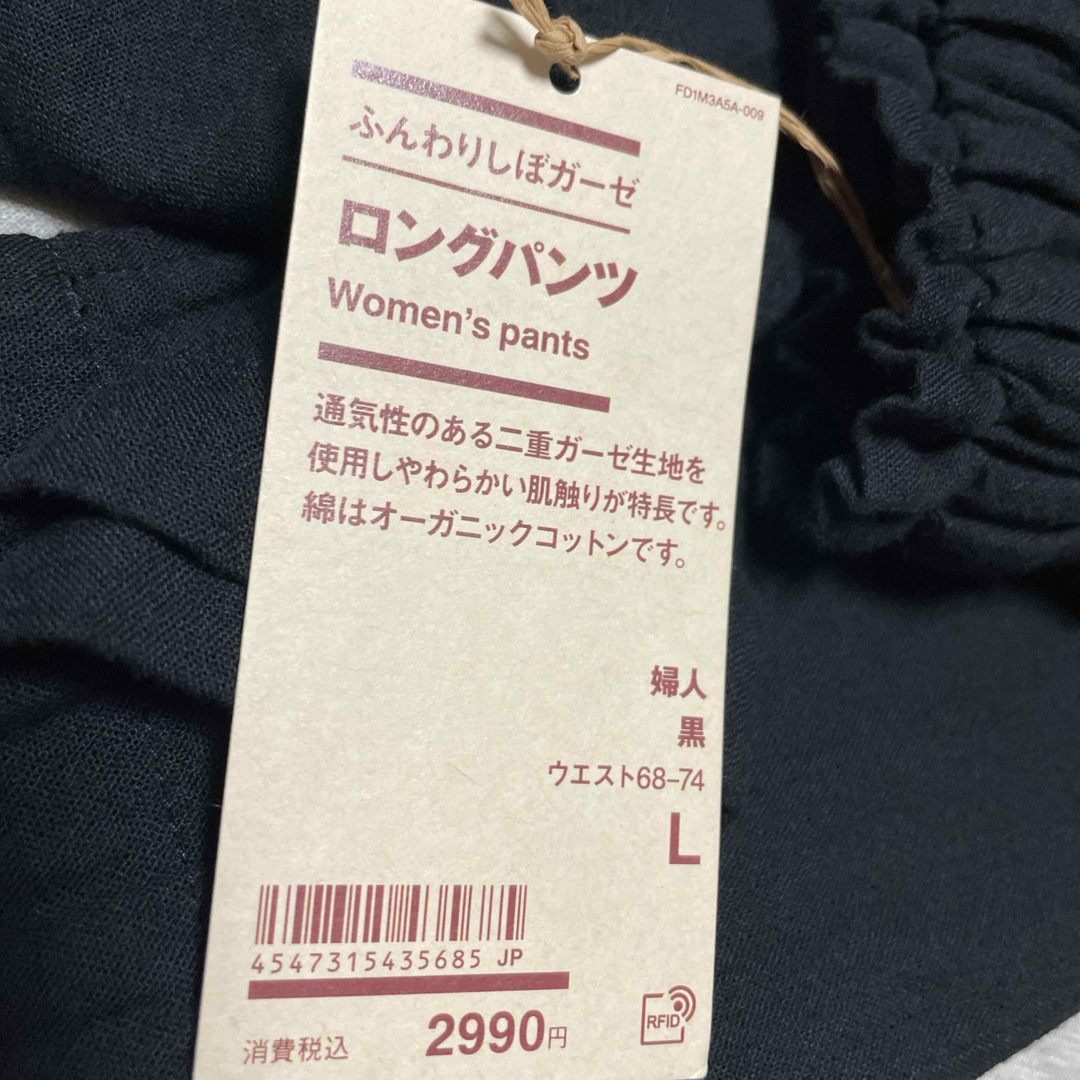 FD1M3A5A-009
ふんわりしぼガーゼ
ロングパンツ
Women's pants
通気性のある二重ガーゼ生地を
使用しやわらかい肌触りが特長です。
綿はオーガニックコットンです。
婦人
黒
ウエスト68-74
L
4547315435685 JP
消費税込 2990円
RFID